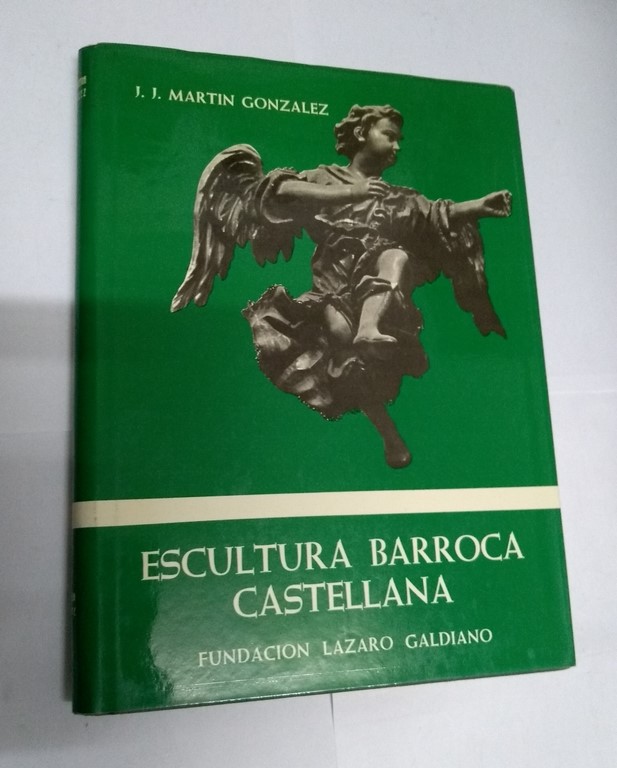 J. J. MARTIN GONZALEZ
ESCULTURA BARROCA
CASTELLANA
FUNDACION LAZARO GALDIANO